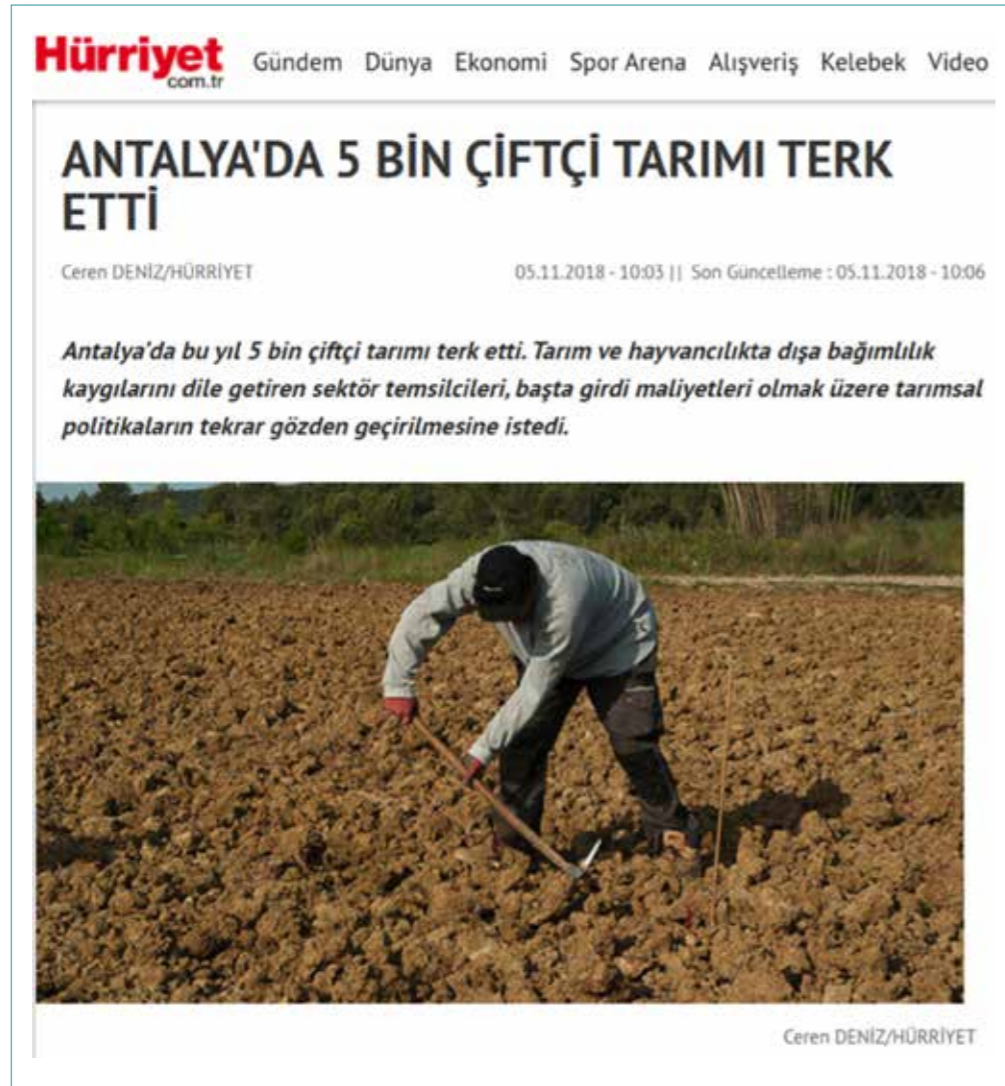 Hürriyet
com.tr
Gündem Dünya Ekonomi Spor Arena Alışveriş Kelebek Video
ANTALYA'DA 5 BİN ÇİFTÇİ TARIMI TERK
ETTİ
Ceren DENİZ/HÜRRİYET 05.11.2018 - 10:03 || Son Güncelleme : 05.11.2018 - 10:06
Antalya'da bu yıl 5 bin çiftçi tarımı terk etti. Tarım ve hayvancılıkta dışa bağımlılık
kaygılarını dile getiren sektör temsilcileri, başta girdi maliyetleri olmak üzere tarımsal
politikaların tekrar gözden geçirilmesine istedi.
Ceren DENİZ/HÜRRİYET